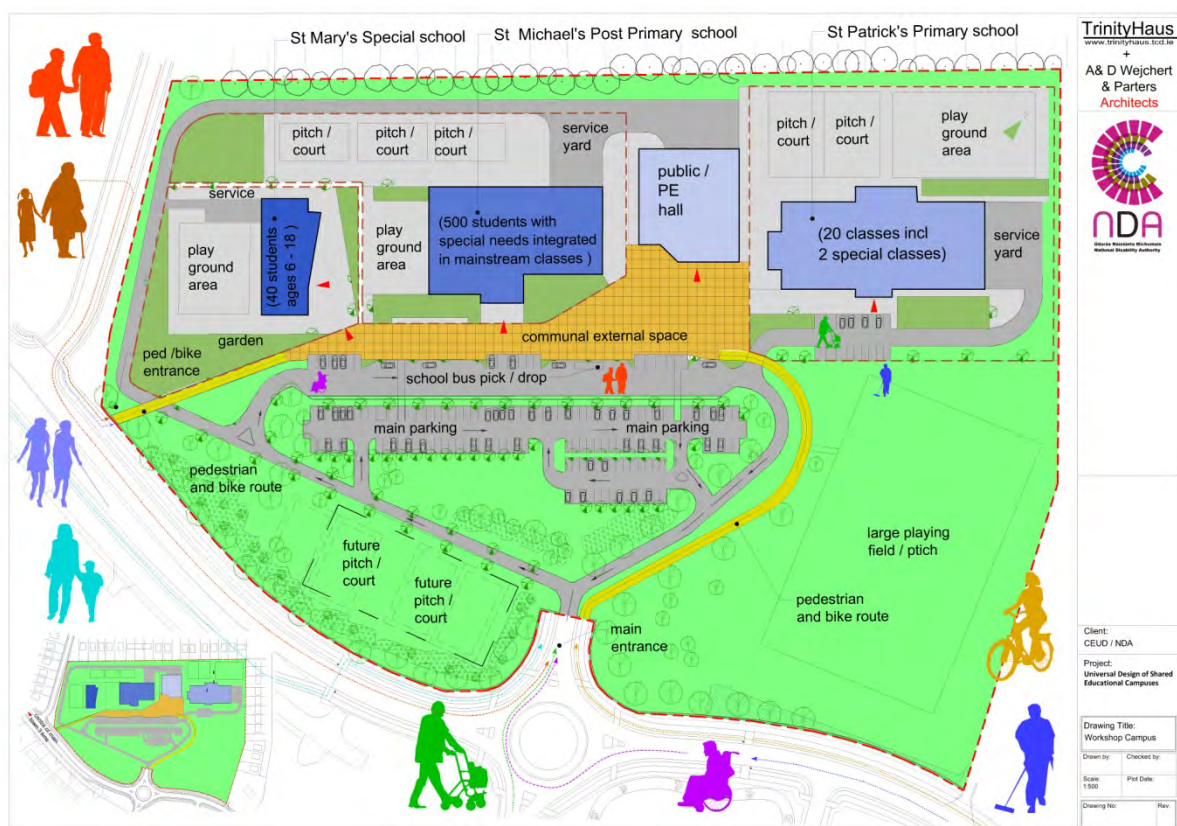 St Mary's Special school
St Michael's Post Primary school
St Patrick's Primary school
pitch /
court
pitch /
court
pitch /
court
service
yard
public /
PE
hall
pitch /
court
pitch /
court
play
ground
area
service
play
ground
area
(40 students
ages 6 - 18 )
play
ground
area
(500 students with
special needs integrated
in mainstream classes )
(20 classes incl
2 special classes)
service
yard
garden
communal external space
ped /bike
entrance
school bus pick / drop
main parking
main parking
pedestrian
and bike route
large playing
field / ptich
future
pitch /
court
future
pitch /
court
pedestrian
and bike route
main
entrance
TrinityHaus
www.trinityhaus.tcd.ie
+
A& D Wejchert
& Parters
Architects
NDA
Údarás Náisiúnta Míchumais
National Disability Authority
Client:
CEUD / NDA
Project:
Universal Design of Shared
Educational Campuses
Drawing Title:
Workshop Campus
Drawn by:
Checked by:
Scale:
1:500
Plot Date:
Drawing No:
Rev.